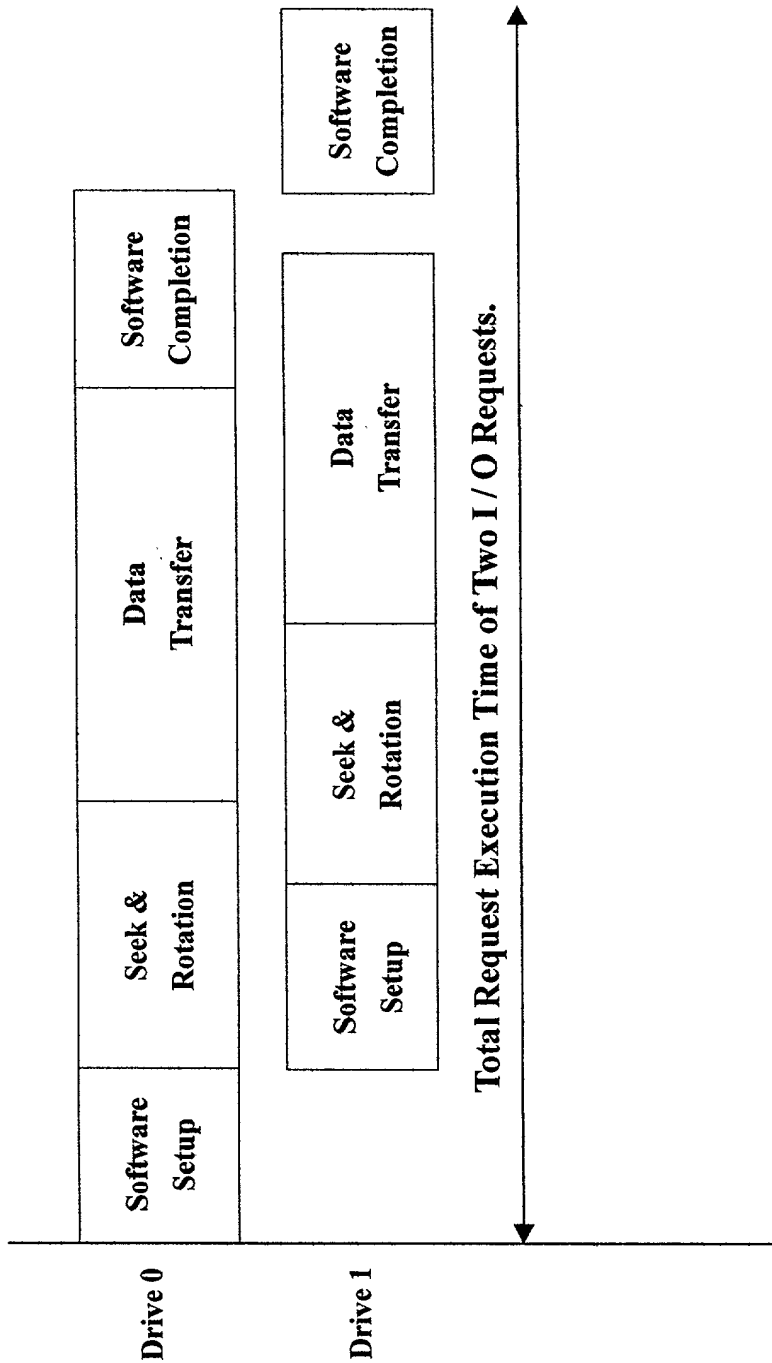 Drive 0
Software
Setup
Seek &
Rotation
Data
Transfer
Software
Completion
Drive 1
Software
Setup
Seek &
Rotation
Data
Transfer
Software
Completion
Total Request Execution Time of Two I / O Requests.